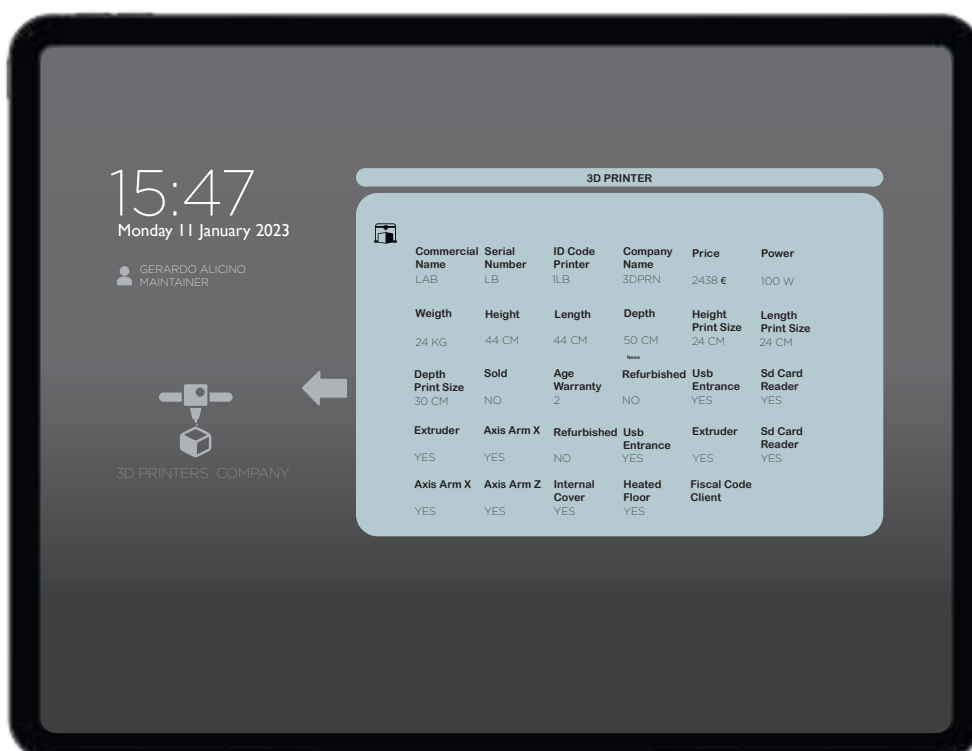 15:47
Monday 11 January 2023
GERARDO ALICINO
MAINTAINER
3D PRINTERS COMPANY
3D PRINTER
Commercial Name Serial Number ID Code Printer Company Name Price Power
LAB LB 1LB 3DPRN 2438 € 100 W
Weigth Height Length Depth Height Print Size Length Print Size
24 KG 44 CM 44 CM 50 CM 24 CM 24 CM
Name
Depth Print Size Sold Age Warranty Refurbished Usb Entrance Sd Card Reader
30 CM NO 2 NO YES YES
Extruder Axis Arm X Refurbished Usb Entrance Extruder Sd Card Reader
YES YES NO YES YES YES
Axis Arm X Axis Arm Z Internal Cover Heated Floor Fiscal Code Client
YES YES YES YES